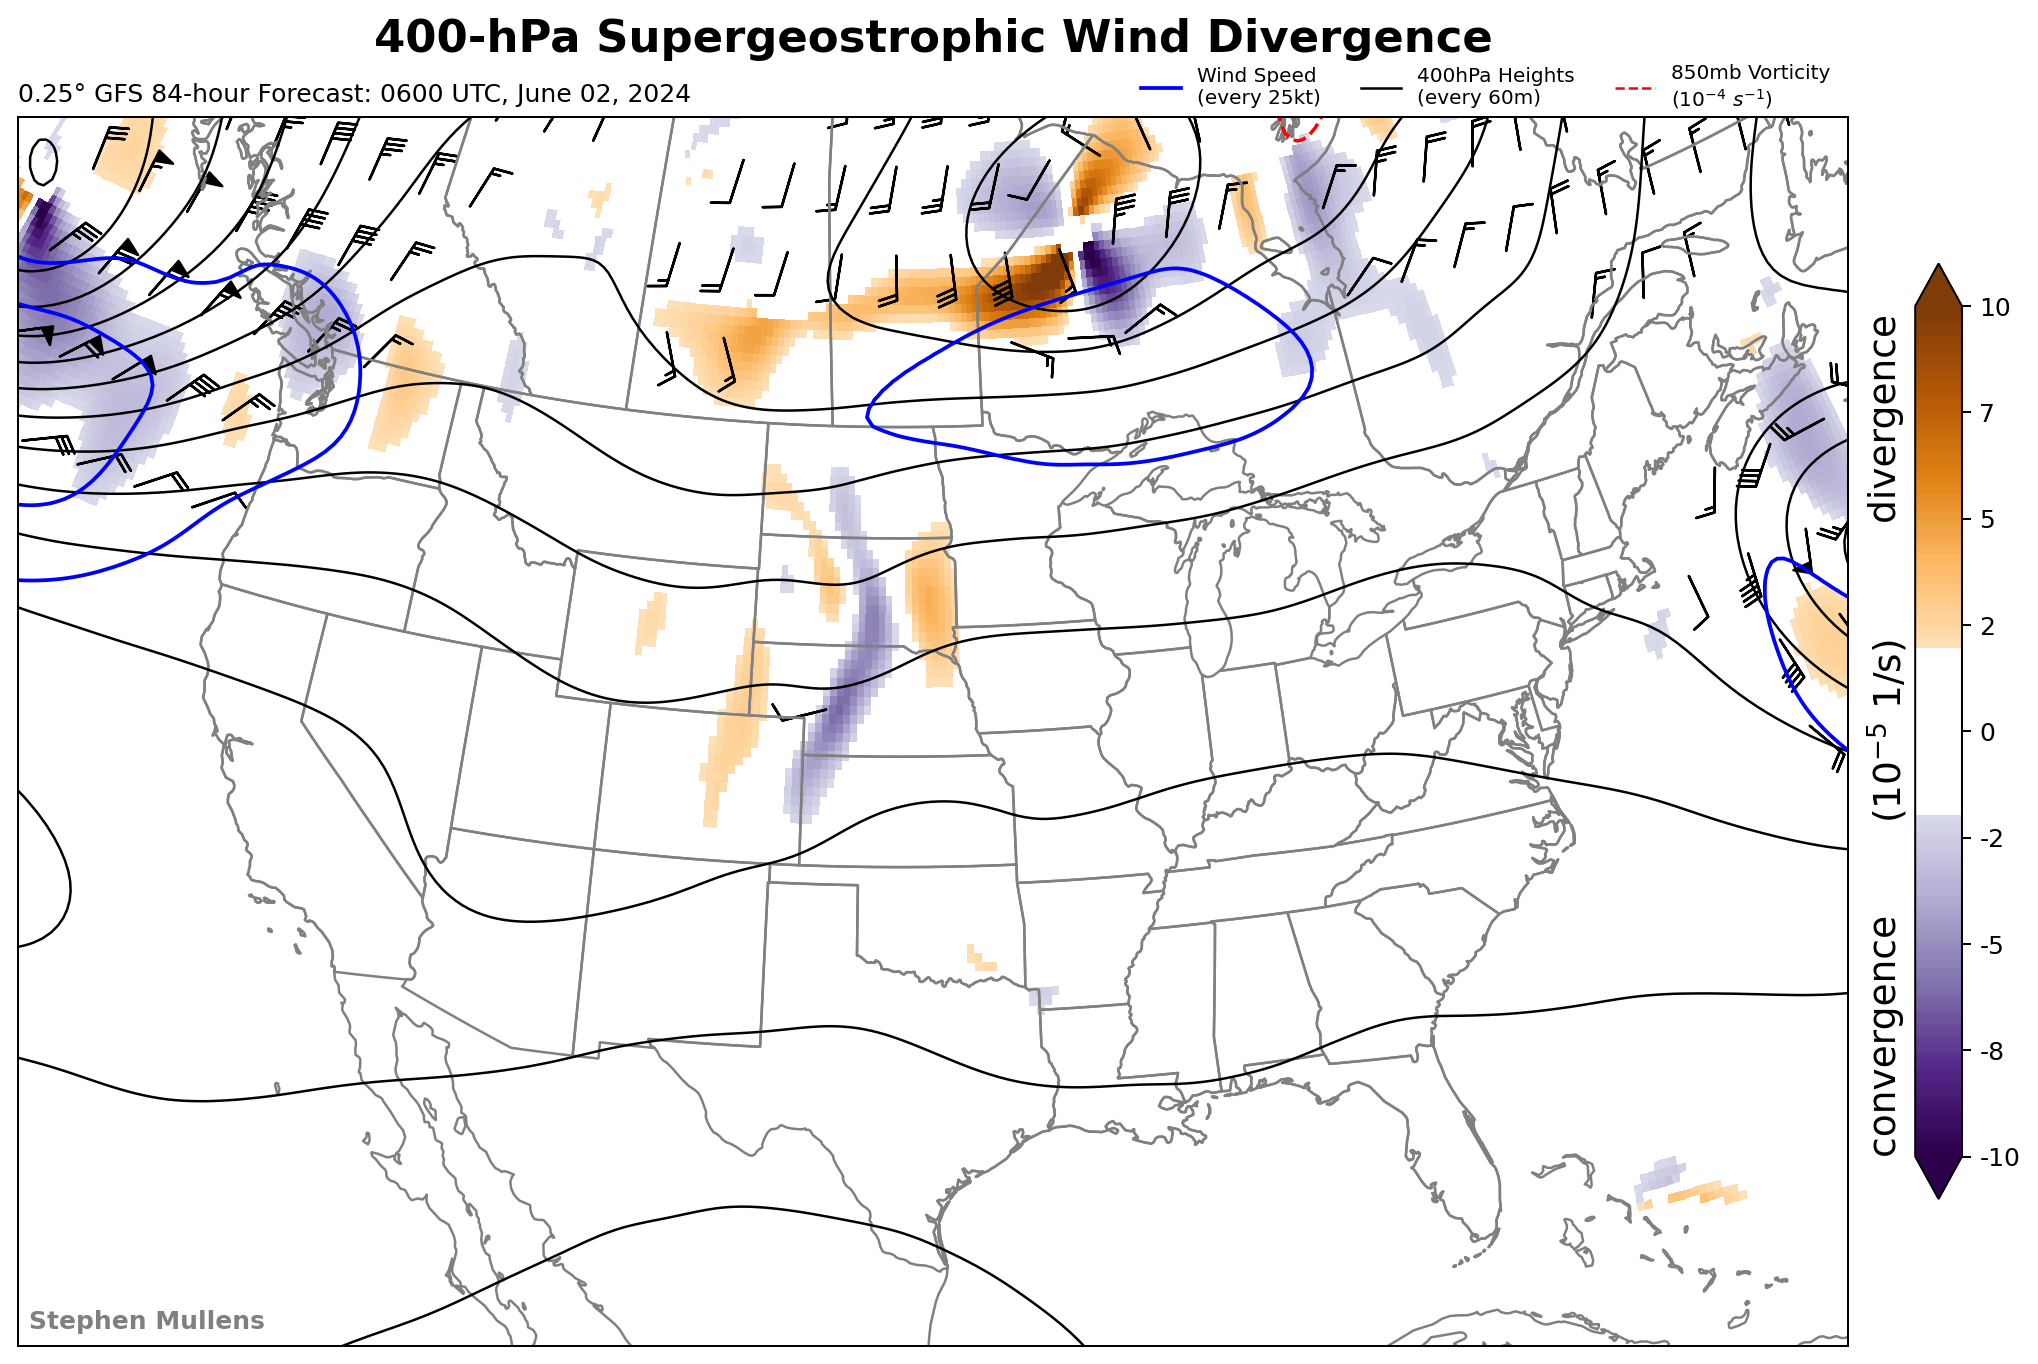 400-hPa Supergeostrophic Wind Divergence
0.25° GFS 84-hour Forecast: 0600 UTC, June 02, 2024
Wind Speed
(every 25kt)
400hPa Heights
(every 60m)
850mb Vorticity
(10⁻⁴ s⁻¹)
10
7
5
2
0
-2
-5
-8
-10
convergence (10⁻⁵ 1/s) divergence
Stephen Mullens